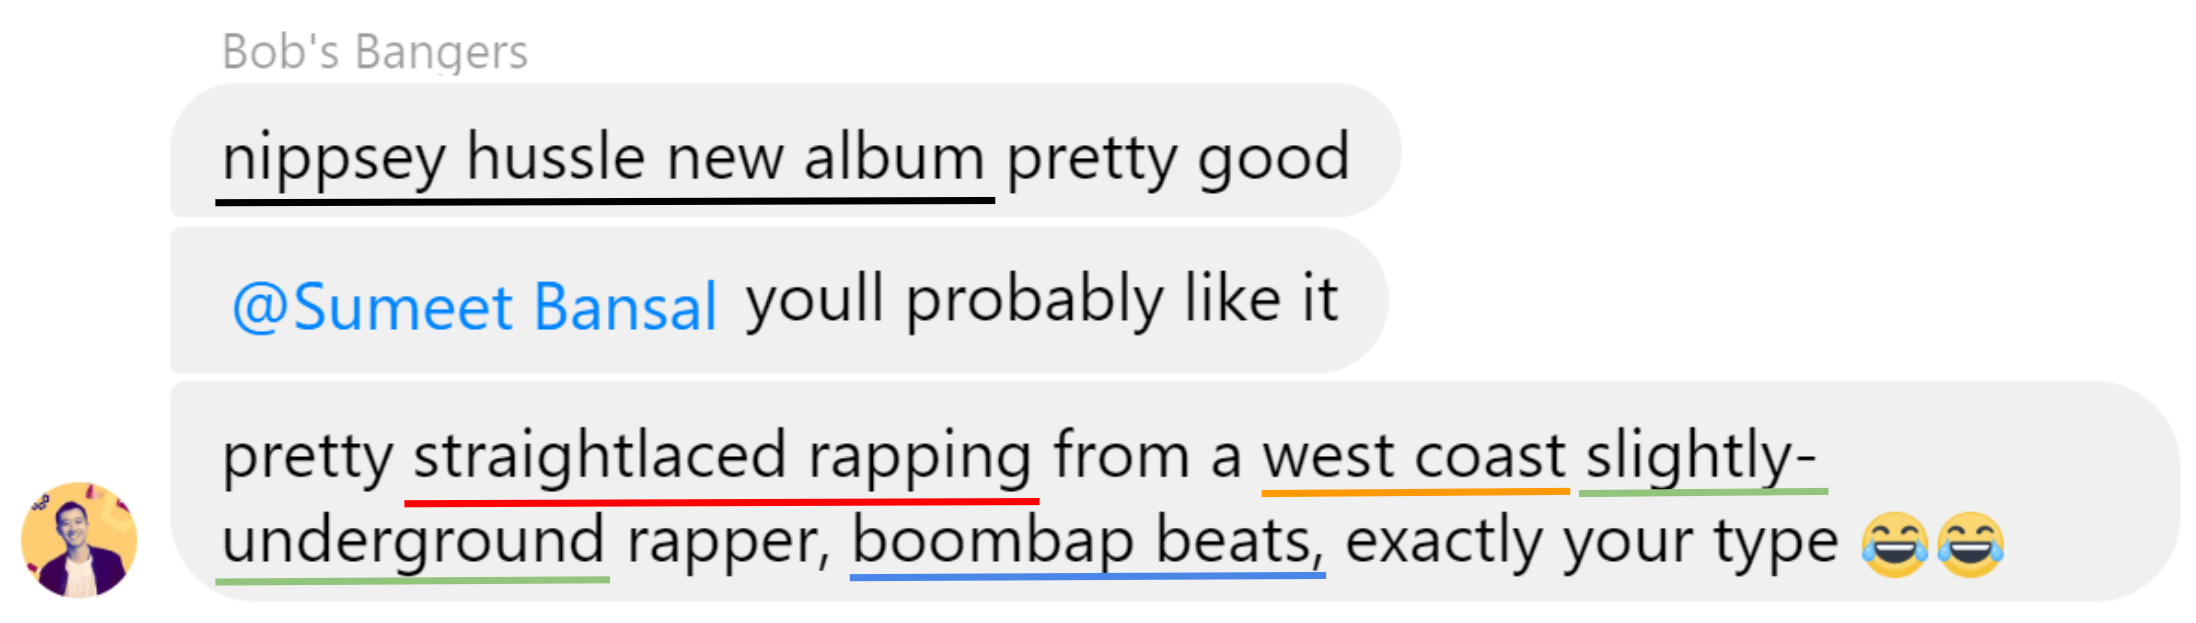 Bob's Bangers
nippsey hussle new album pretty good
@Sumeet Bansal youll probably like it
pretty straightlaced rapping from a west coast slightly-
underground rapper, boombap beats, exactly your type 😂😂